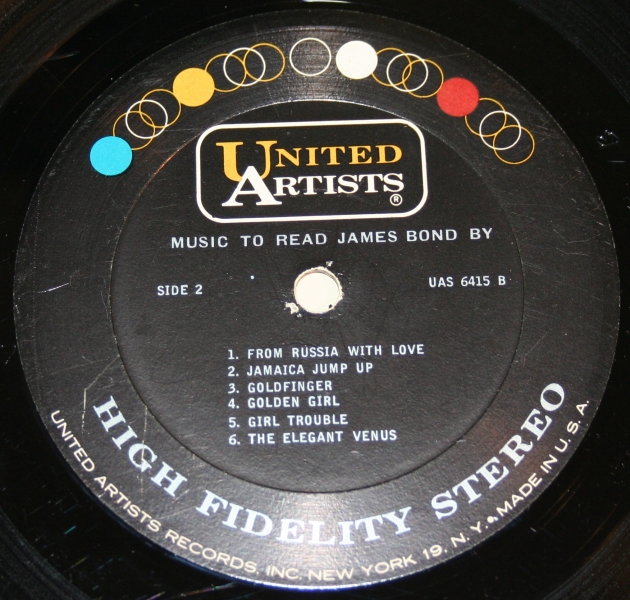 UNITED
ARTISTS
®
MUSIC TO READ JAMES BOND BY
SIDE 2
UAS 6415 B
1. FROM RUSSIA WITH LOVE
2. JAMAICA JUMP UP
3. GOLDFINGER
4. GOLDEN GIRL
5. GIRL TROUBLE
6. THE ELEGANT VENUS
HIGH FIDELITY STEREO
UNITED ARTISTS RECORDS, INC. NEW YORK 19, N.Y. • MADE IN U.S.A.